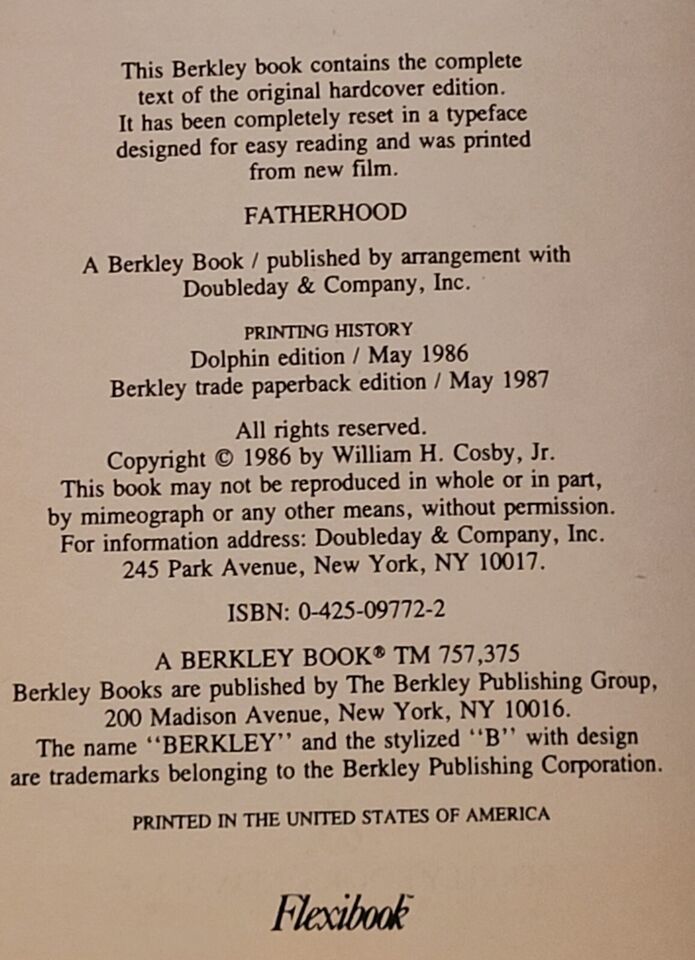 This Berkley book contains the complete
text of the original hardcover edition.
It has been completely reset in a typeface
designed for easy reading and was printed
from new film.
FATHERHOOD
A Berkley Book / published by arrangement with
Doubleday & Company, Inc.
PRINTING HISTORY
Dolphin edition / May 1986
Berkley trade paperback edition / May 1987
All rights reserved.
Copyright © 1986 by William H. Cosby, Jr.
This book may not be reproduced in whole or in part,
by mimeograph or any other means, without permission.
For information address: Doubleday & Company, Inc.
245 Park Avenue, New York, NY 10017.
ISBN: 0-425-09772-2
A BERKLEY BOOK® TM 757,375
Berkley Books are published by The Berkley Publishing Group,
200 Madison Avenue, New York, NY 10016.
The name ‘‘BERKLEY’’ and the stylized ‘‘B’’ with design
are trademarks belonging to the Berkley Publishing Corporation.
PRINTED IN THE UNITED STATES OF AMERICA
Flexibook™